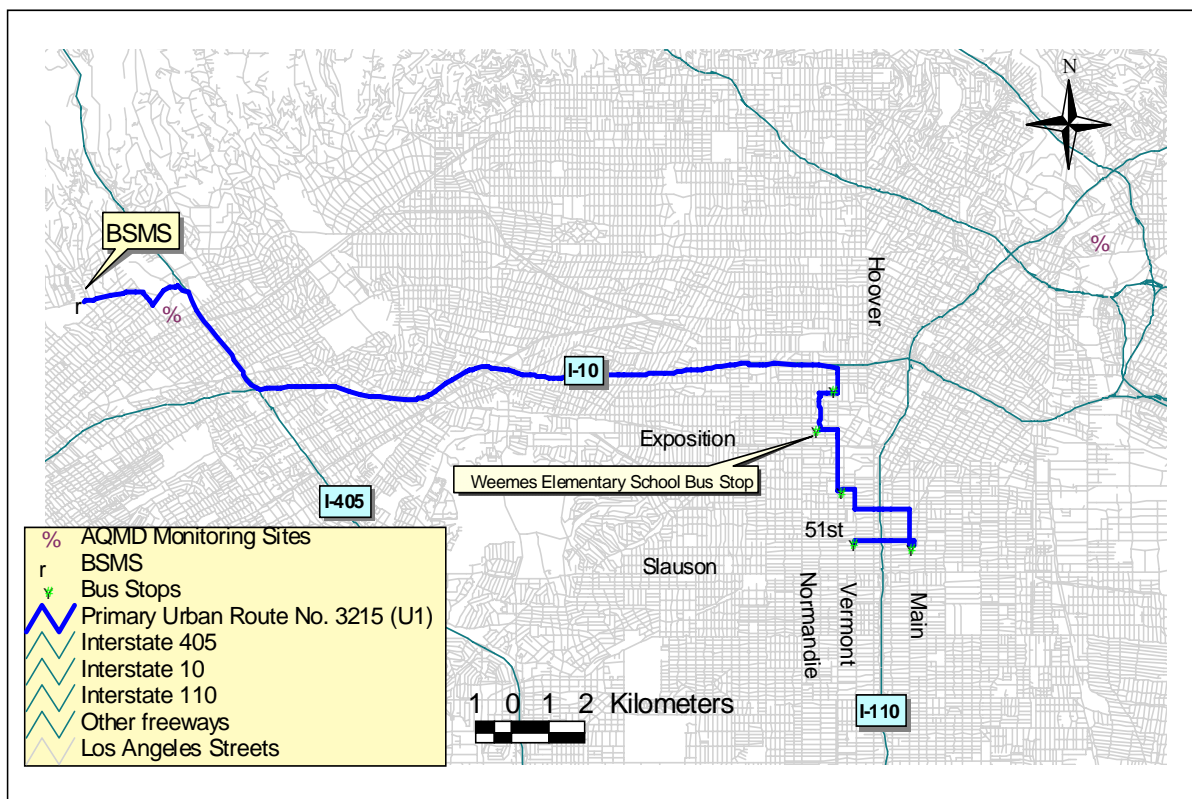 N
BSMS
%
r
%
Hoover
I-10
Exposition
Weemes Elementary School Bus Stop
I-405
51st
Slauson
Normandie
Vermont
Main
I-110
% AQMD Monitoring Sites
r BSMS
Bus Stops
Primary Urban Route No. 3215 (U1)
Interstate 405
Interstate 10
Interstate 110
Other freeways
Los Angeles Streets
1 0 1 2 Kilometers